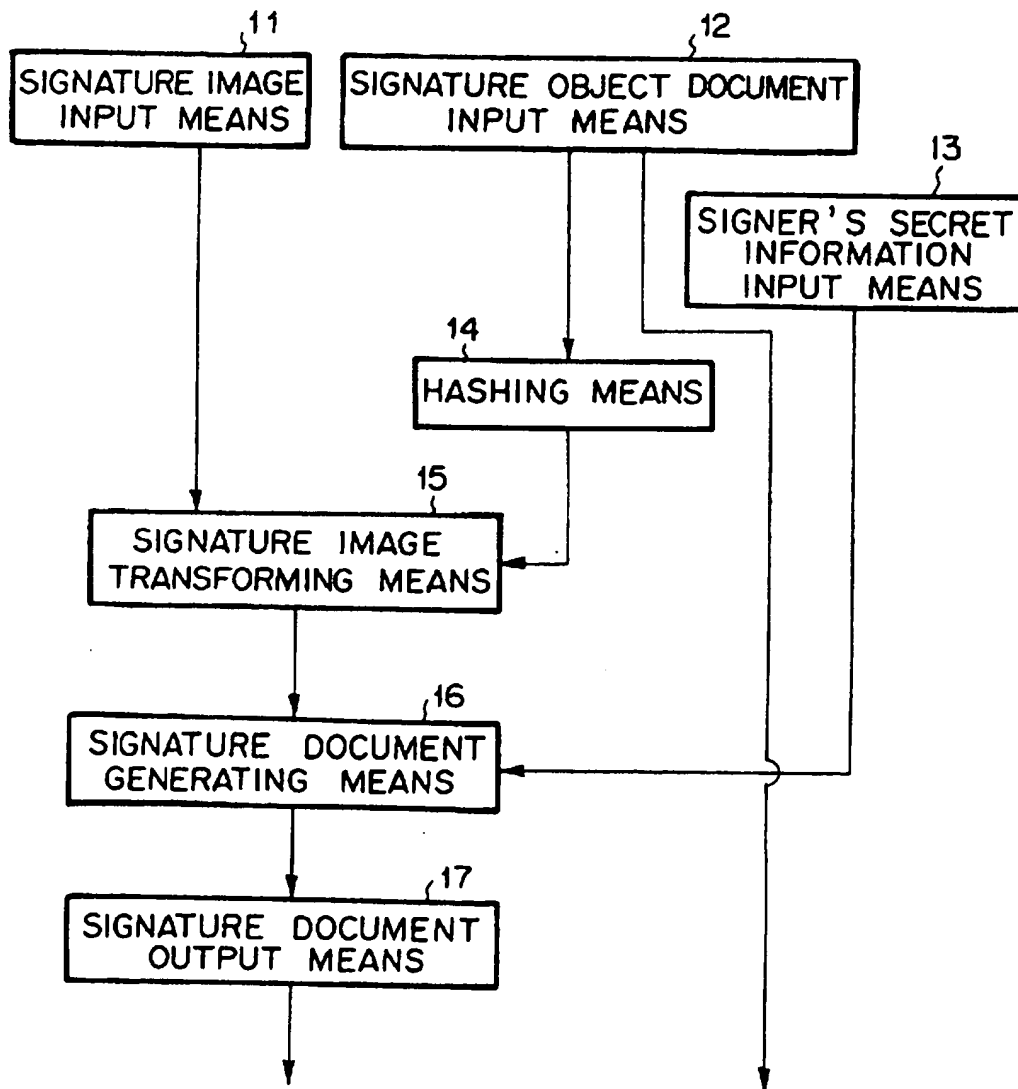 11
SIGNATURE IMAGE
INPUT MEANS
12
SIGNATURE OBJECT DOCUMENT
INPUT MEANS
13
SIGNER'S SECRET
INFORMATION
INPUT MEANS
14
HASHING MEANS
15
SIGNATURE IMAGE
TRANSFORMING MEANS
16
SIGNATURE DOCUMENT
GENERATING MEANS
17
SIGNATURE DOCUMENT
OUTPUT MEANS